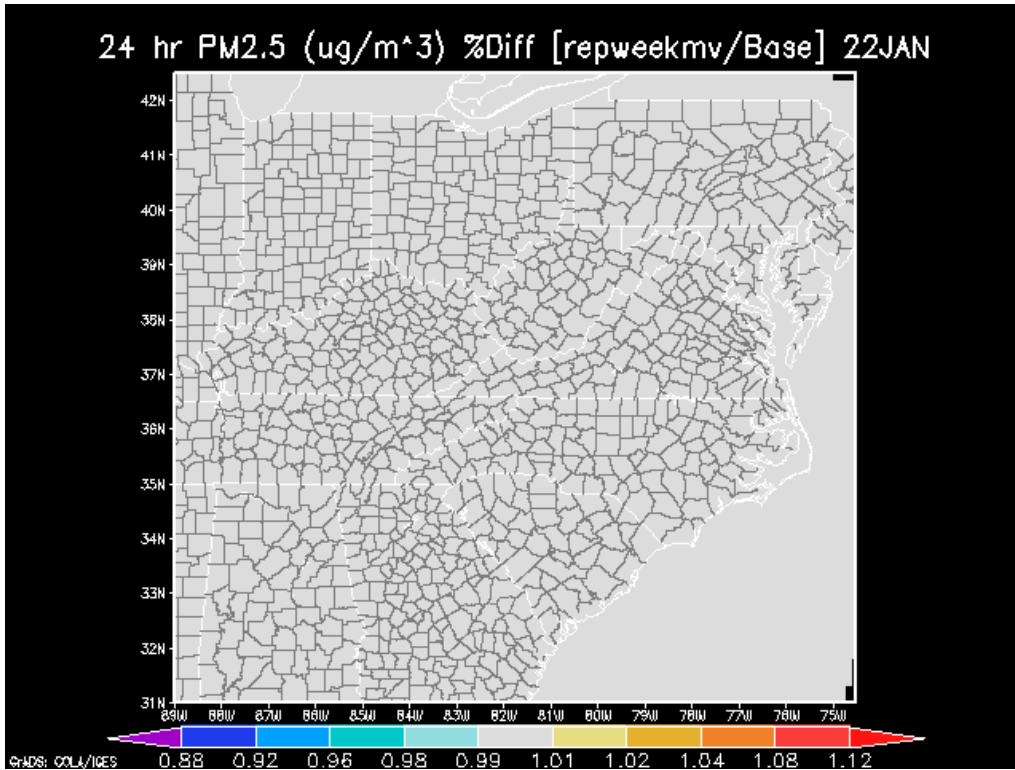 24 hr PM2.5 (ug/m^3) %Diff [repweekmv/Base] 22JAN
42N
41N
40N
39N
38N
37N
36N
35N
34N
33N
32N
31N
89W 88W 87W 86W 85W 84W 83W 82W 81W 80W 79W 78W 77W 76W 75W
0.88 0.92 0.96 0.98 0.99 1.01 1.02 1.04 1.08 1.12
GrADS: COLA/IGES